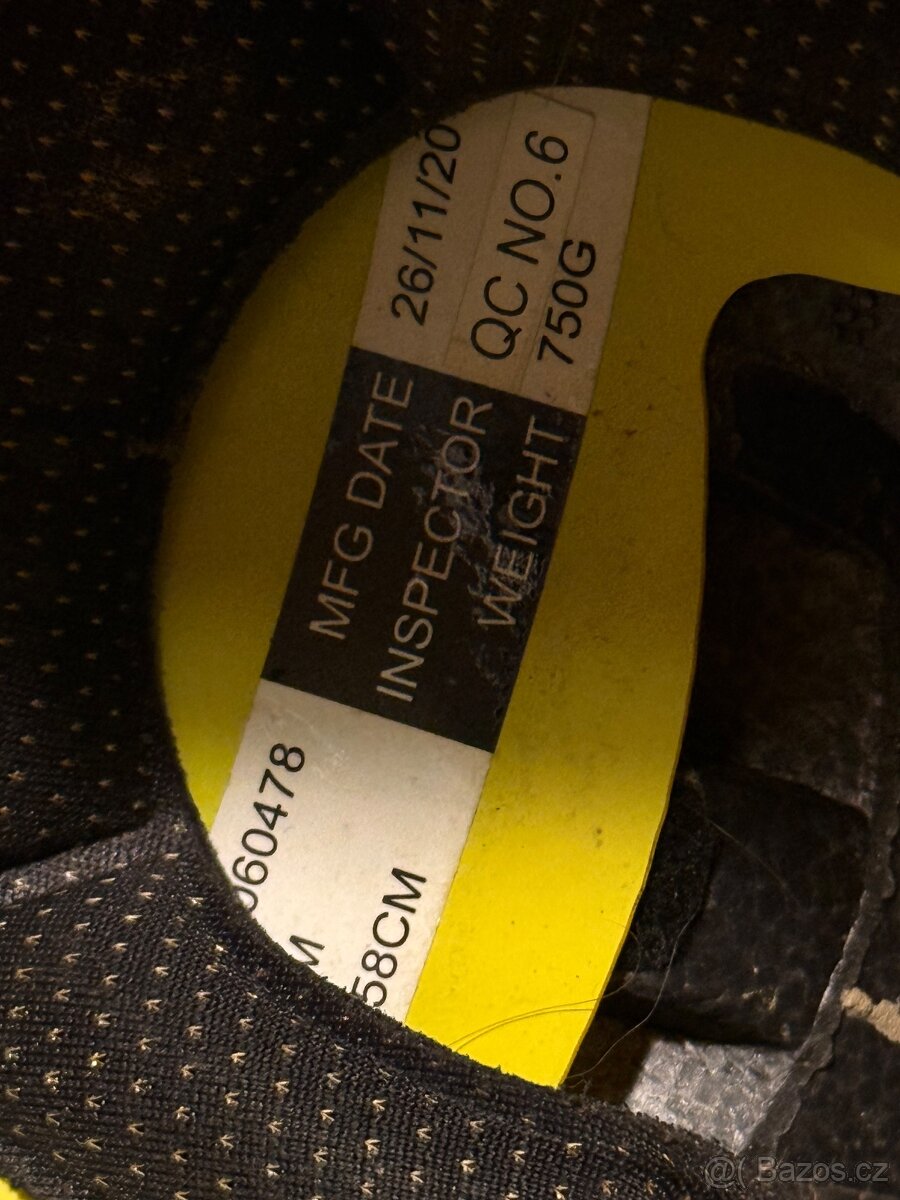 060478
M
58CM
MFG DATE 26/11/20
INSPECTOR QC NO.6
WEIGHT 750G
@( Bazos.cz